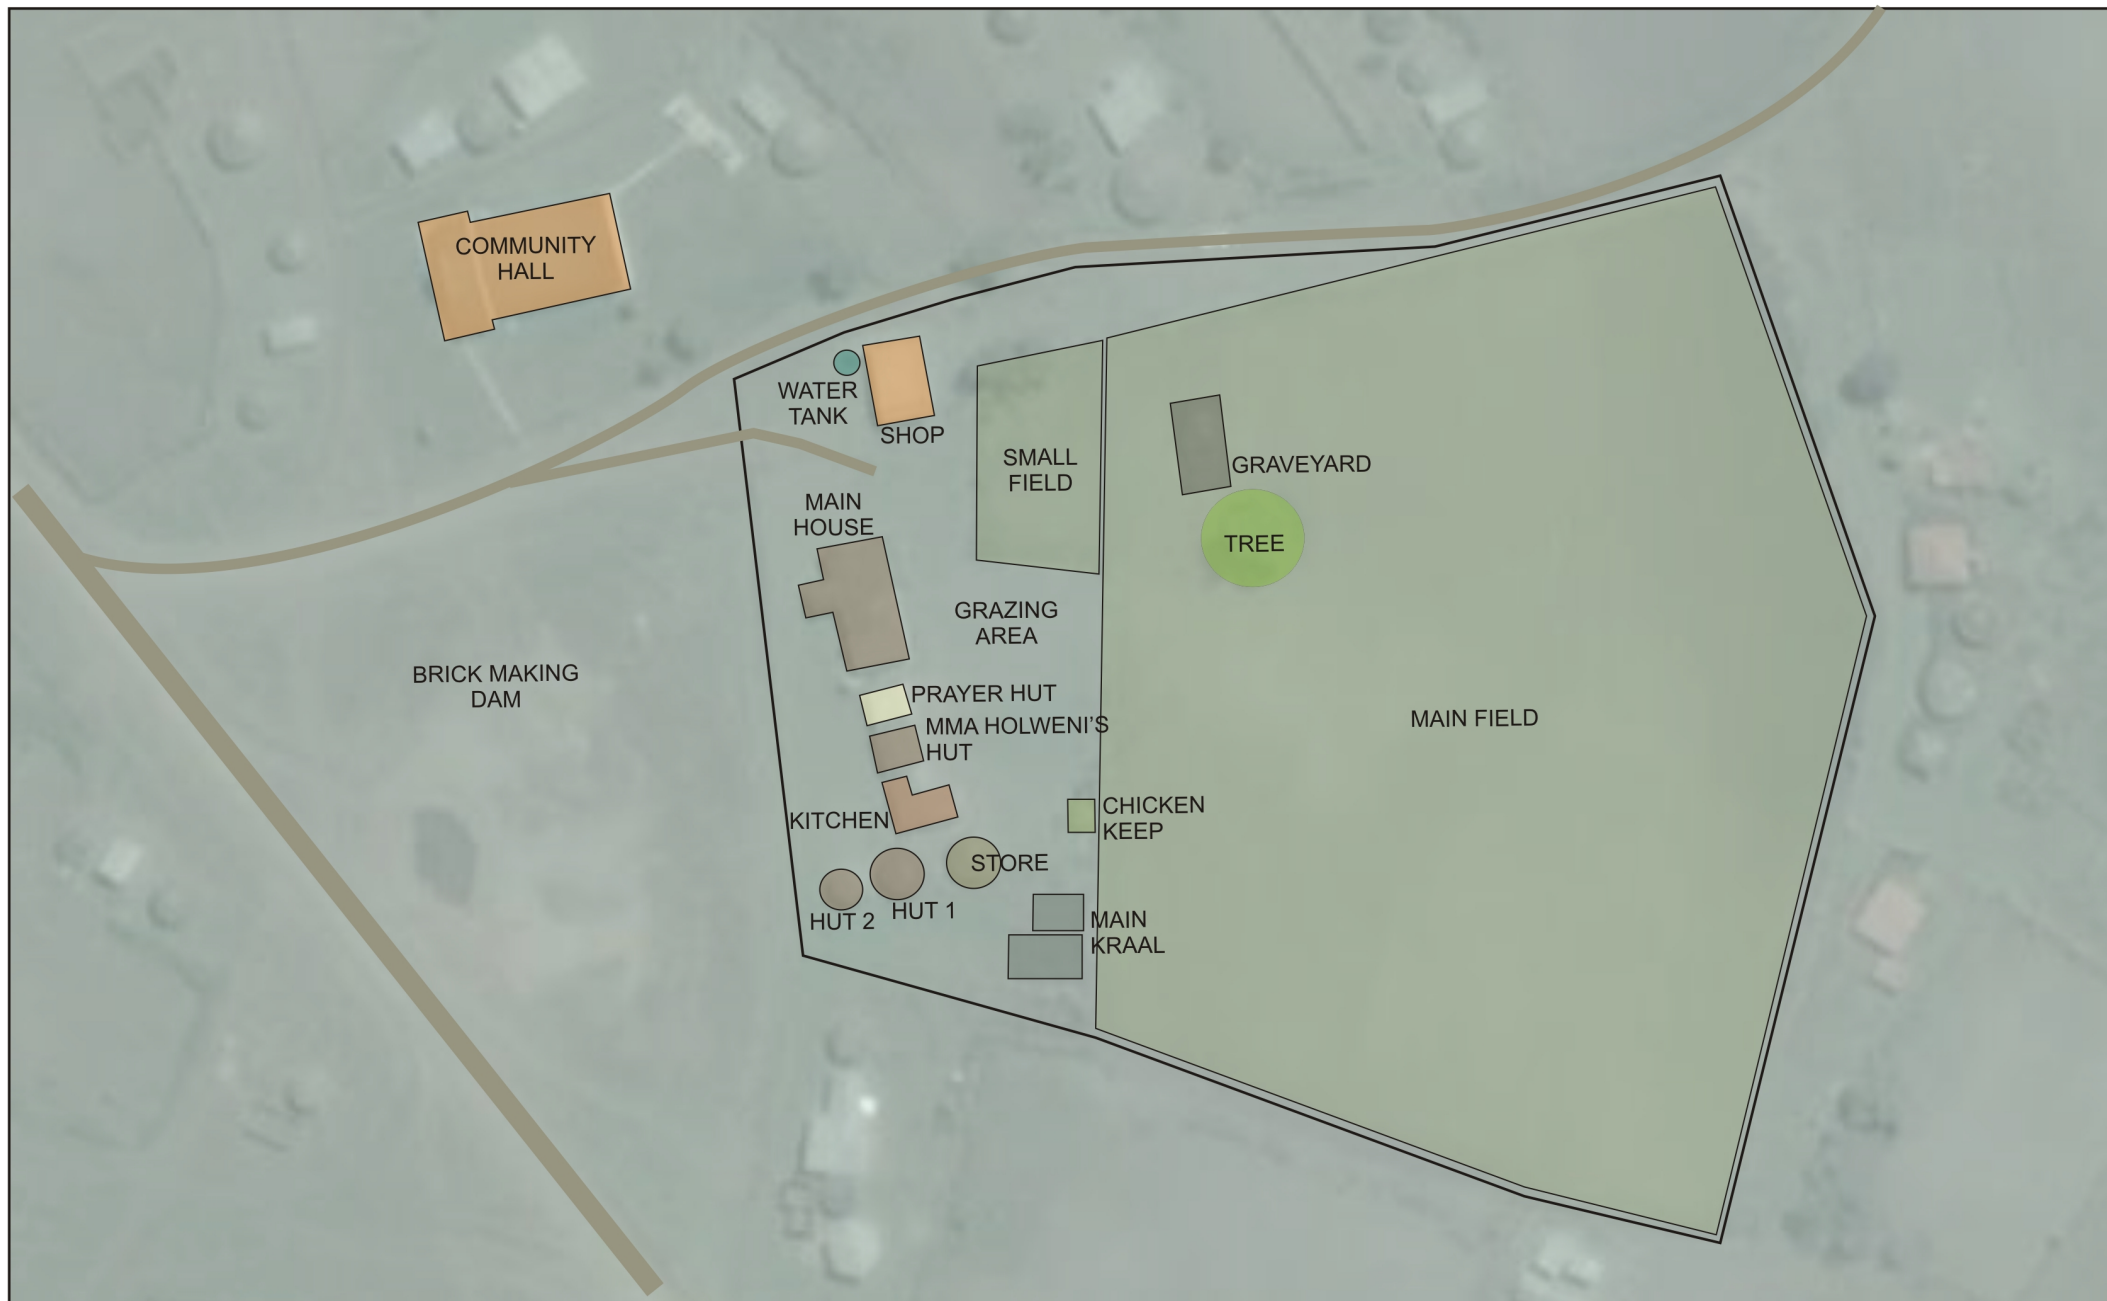 COMMUNITY
HALL
WATER
TANK
SHOP
SMALL
FIELD
GRAVEYARD
MAIN
HOUSE
TREE
GRAZING
AREA
BRICK MAKING
DAM
PRAYER HUT
MMA HOLWENI'S
HUT
MAIN FIELD
KITCHEN
CHICKEN
KEEP
STORE
HUT 1
HUT 2
MAIN
KRAAL